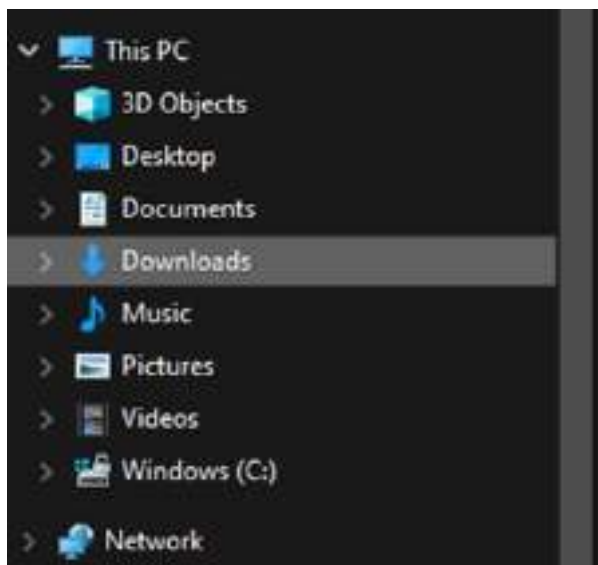 This PC
3D Objects
Desktop
Documents
Downloads
Music
Pictures
Videos
Windows (C:)
Network